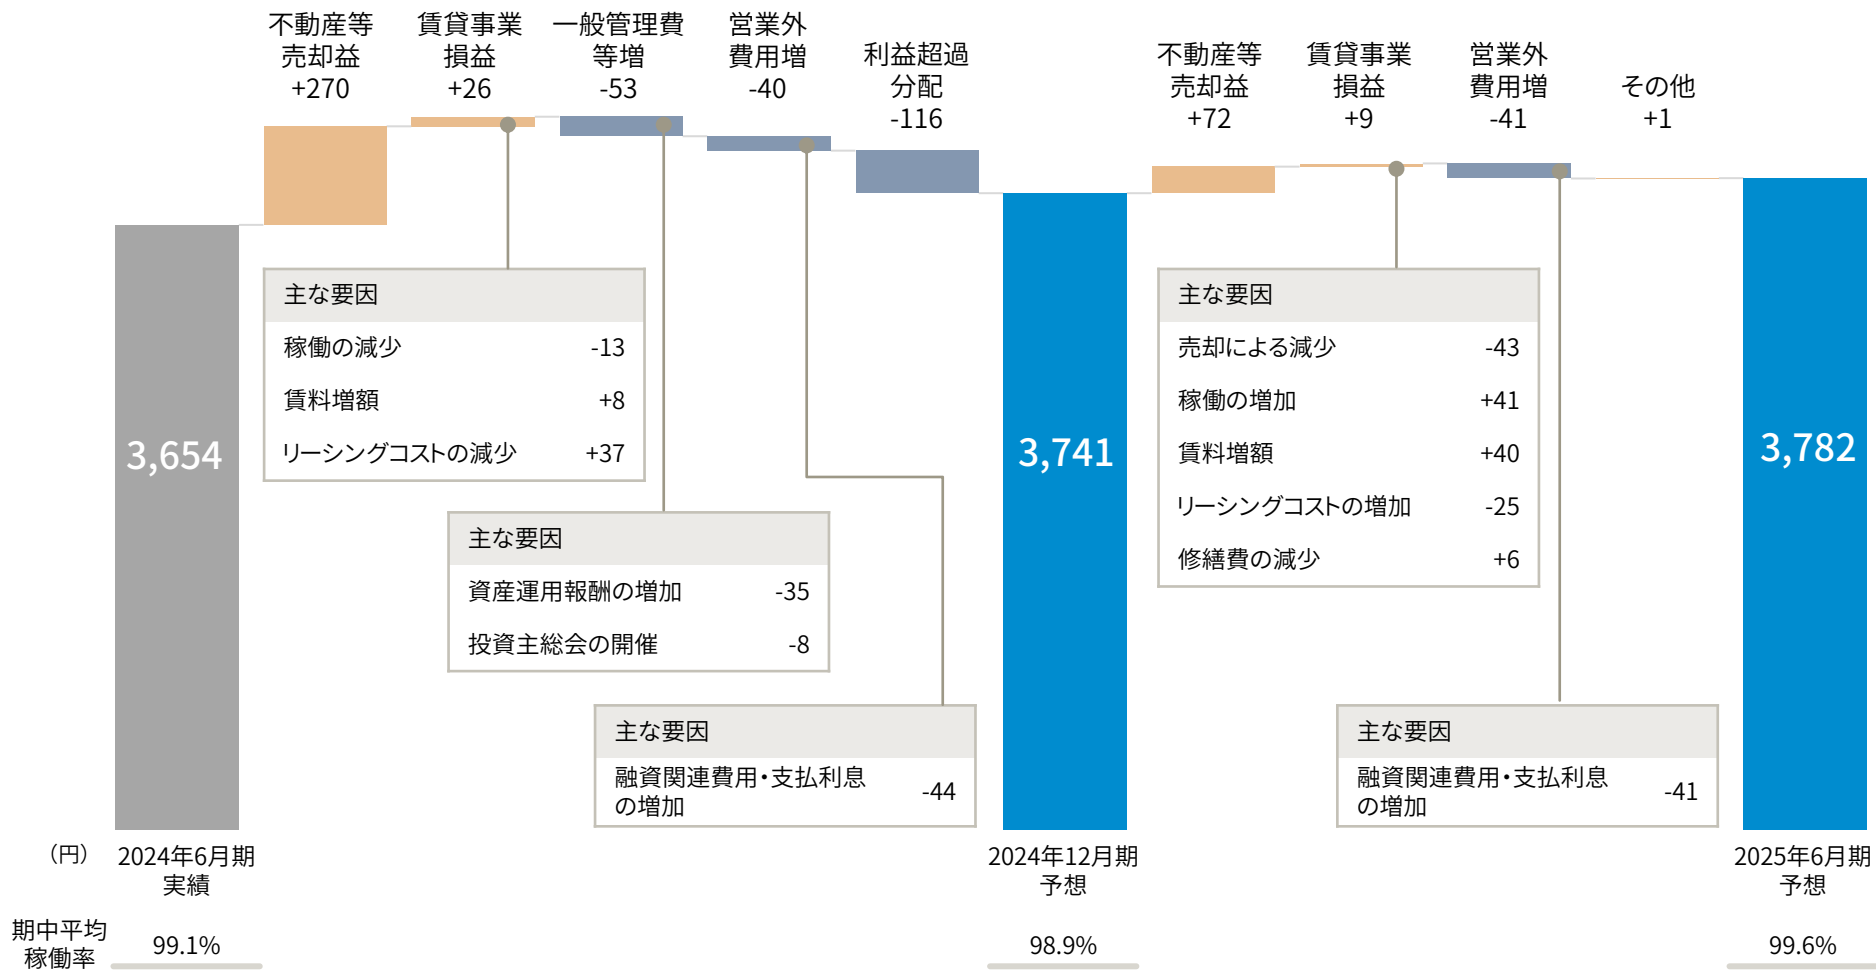 不動産等
売却益
+270
賃貸事業
損益
+26
一般管理費
等増
-53
営業外
費用増
-40
利益超過
分配
-116
不動産等
売却益
+72
賃貸事業
損益
+9
営業外
費用増
-41
その他
+1
3,654
主な要因
稼働の減少 -13
賃料増額 +8
リーシングコストの減少 +37
主な要因
資産運用報酬の増加 -35
投資主総会の開催 -8
主な要因
融資関連費用・支払利息
の増加 -44
3,741
主な要因
売却による減少 -43
稼働の増加 +41
賃料増額 +40
リーシングコストの増加 -25
修繕費の減少 +6
主な要因
融資関連費用・支払利息
の増加 -41
3,782
（円）
2024年6月期
実績
2024年12月期
予想
2025年6月期
予想
期中平均
稼働率
99.1%
98.9%
99.6%